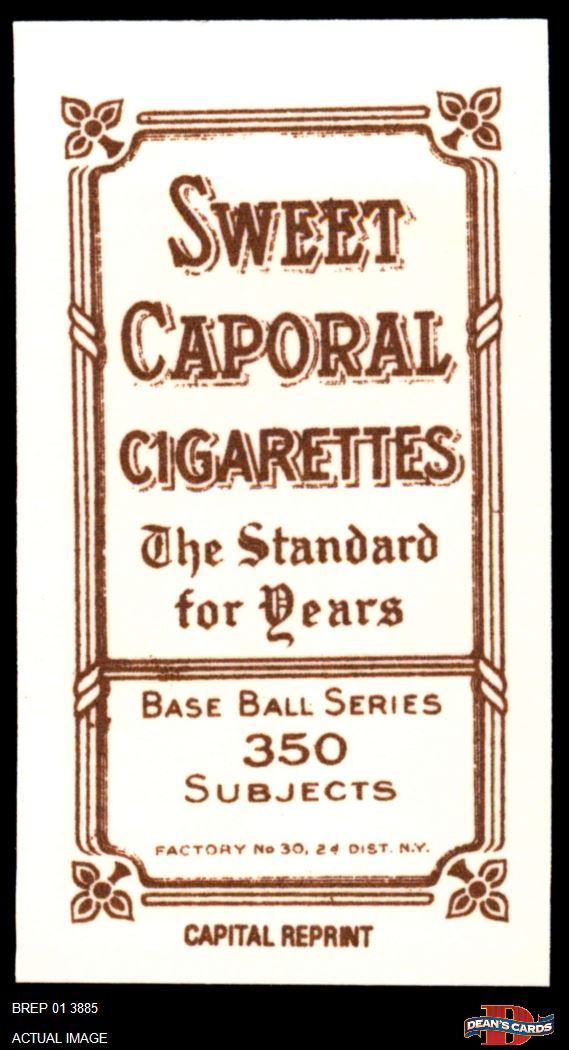 SWEET
CAPORAL
CIGARETTES
The Standard
for Years
BASE BALL SERIES
350
SUBJECTS
FACTORY No 30, 2d DIST. N.Y.
CAPITAL REPRINT
BREP 01 3885
ACTUAL IMAGE
D
DEAN'S CARDS